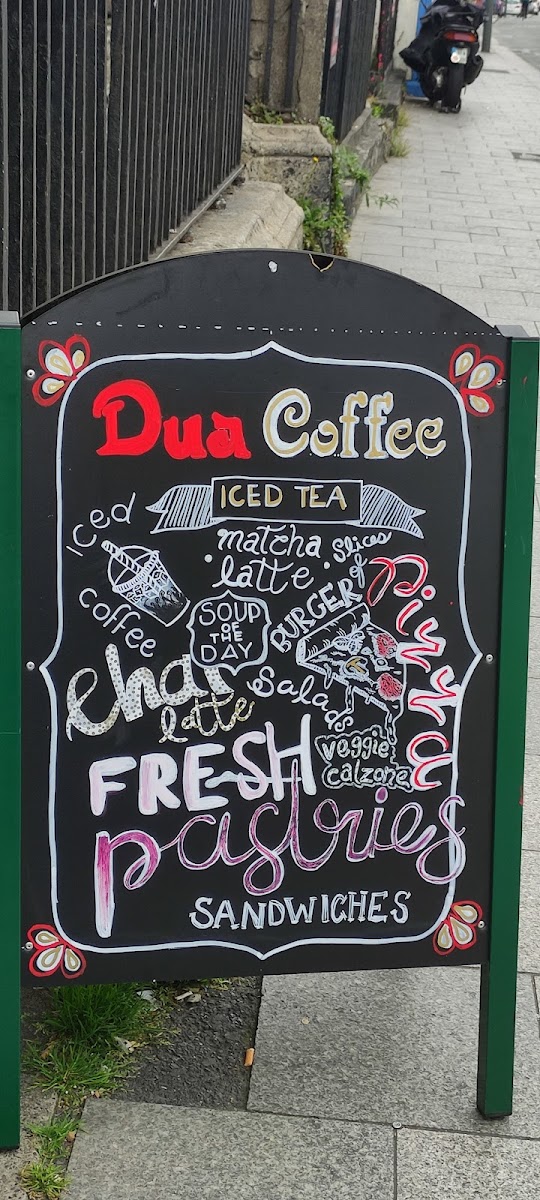 Dua Coffee
ICED TEA
iced
coffee
matcha
latte
slices
of
Pizza
SOUP
OF
THE
DAY
BURGER
Chai
latte
Salads
veggie
calzone
FRESH
pastries
SANDWICHES